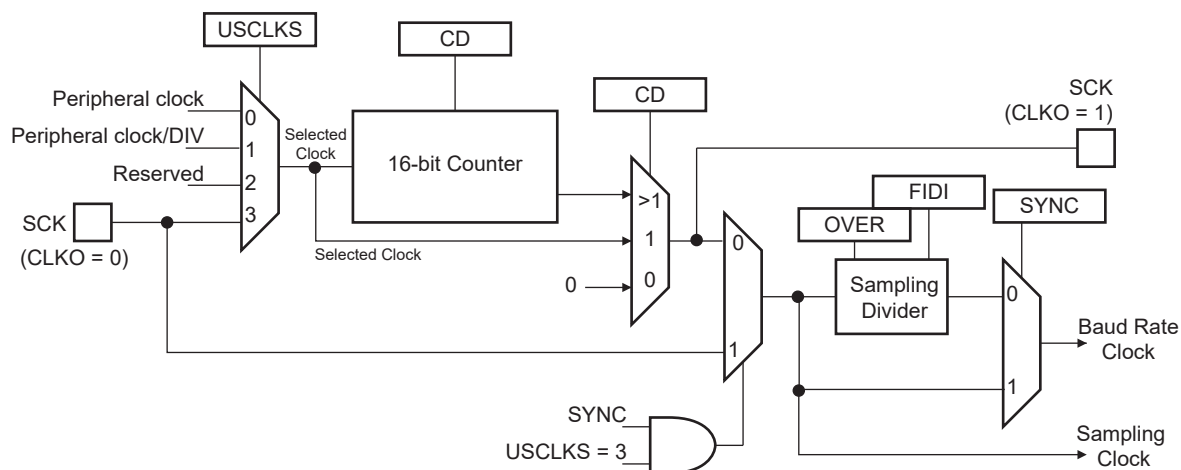 USCLKS
CD
CD
SCK
(CLKO = 1)
Peripheral clock
0
Peripheral clock/DIV
1
Selected
Clock
16-bit Counter
Reserved
2
3
SCK
(CLKO = 0)
Selected Clock
>1
1
0
0
FIDI
OVER
SYNC
0
1
Sampling
Divider
0
1
Baud Rate
Clock
SYNC
USCLKS = 3
Sampling
Clock